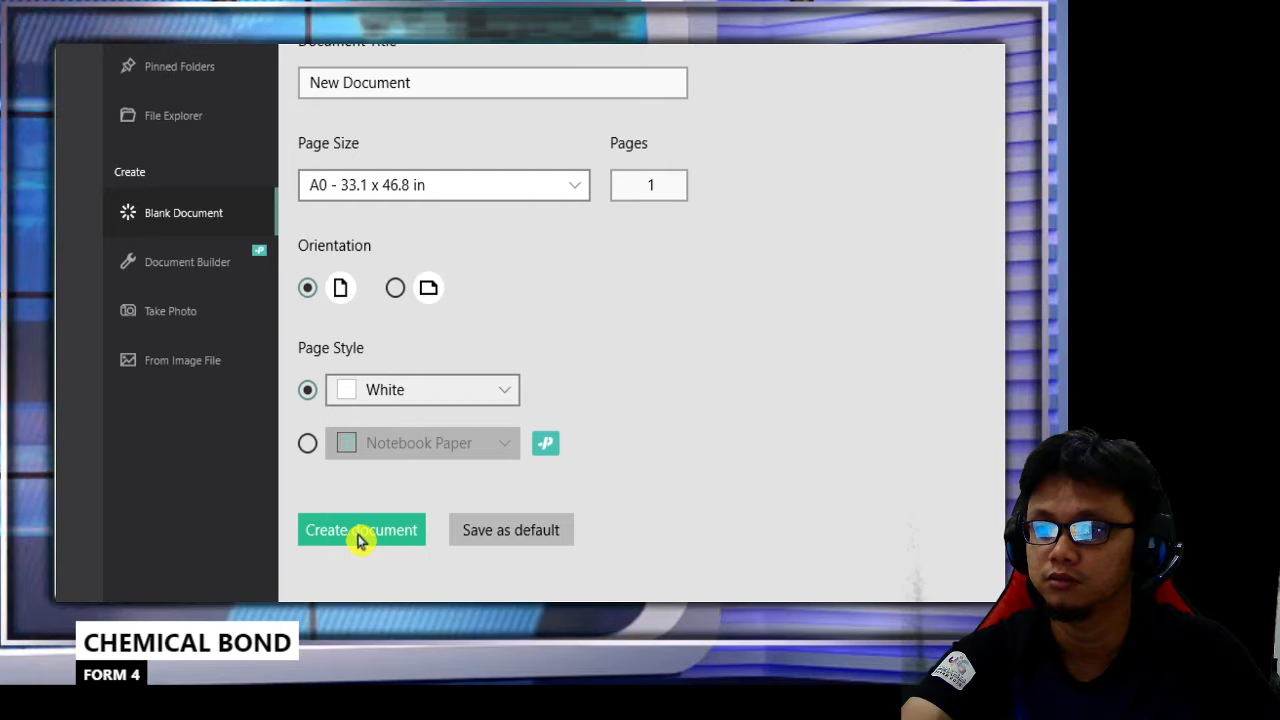 Document Title
New Document
Pinned Folders
File Explorer
Page Size
Pages
A0 - 33.1 x 46.8 in
1
Create
Blank Document
Document Builder
Take Photo
From Image File
Orientation
Page Style
White
Notebook Paper
Create document
Save as default
CHEMICAL BOND
FORM 4